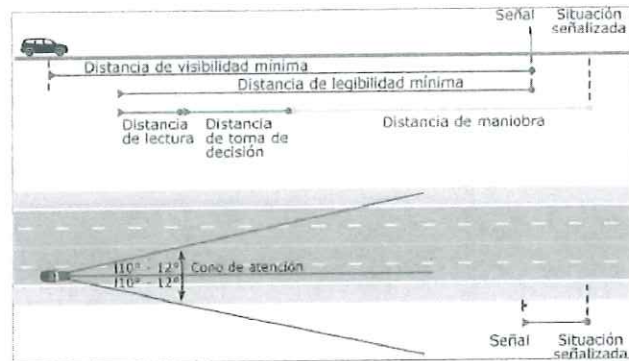 Señal Situación
señalizada
Distancia de visibilidad mínima
Distancia de legibilidad mínima
Distancia
de lectura
Distancia
de toma de
decisión
Distancia de maniobra
10° - 12°
Cono de atención
10° - 12°
Señal Situación
señalizada